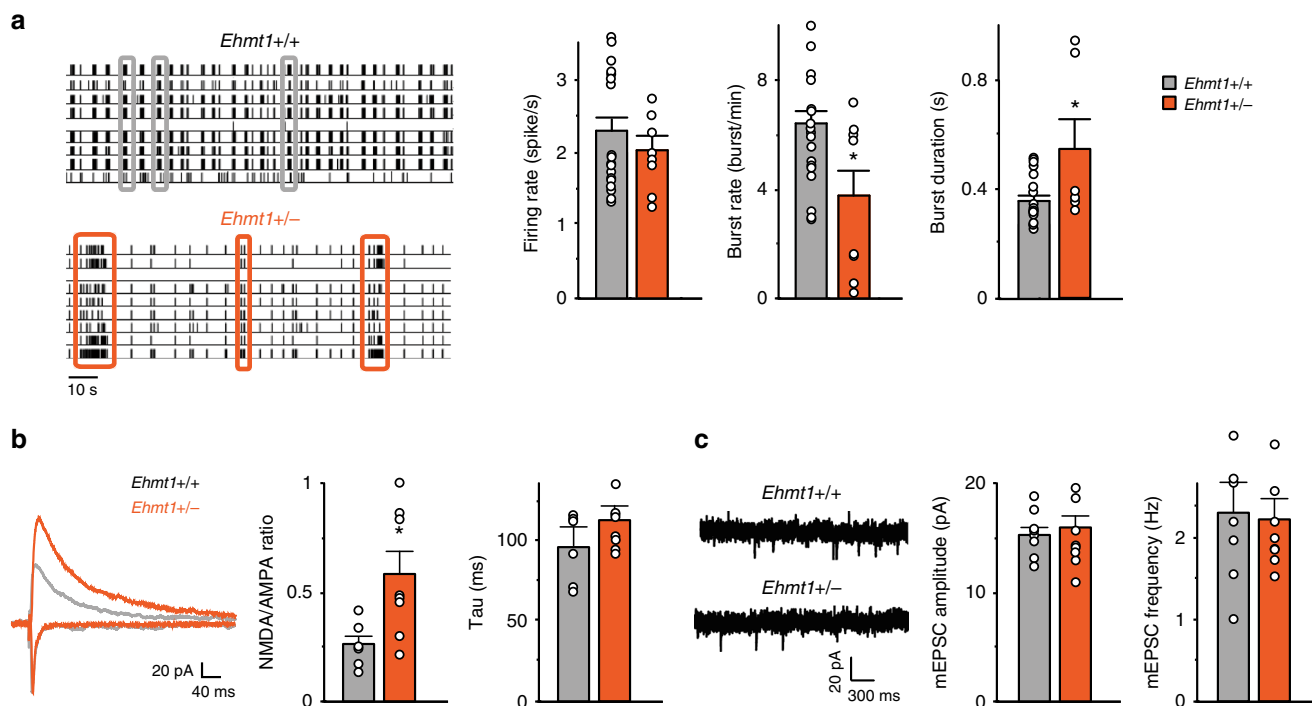 a
Ehmt1+/+
Ehmt1+/–
10 s
Firing rate (spike/s)
3
2
1
0
Burst rate (burst/min)
8
4
0
*
Burst duration (s)
0.8
0.4
0
*
Ehmt1+/+
Ehmt1+/–
b
Ehmt1+/+
Ehmt1+/–
20 pA
40 ms
NMDA/AMPA ratio
1
0.5
0
*
Tau (ms)
100
50
0
c
Ehmt1+/+
Ehmt1+/–
20 pA
300 ms
mEPSC amplitude (pA)
20
10
0
mEPSC frequency (Hz)
2
1
0